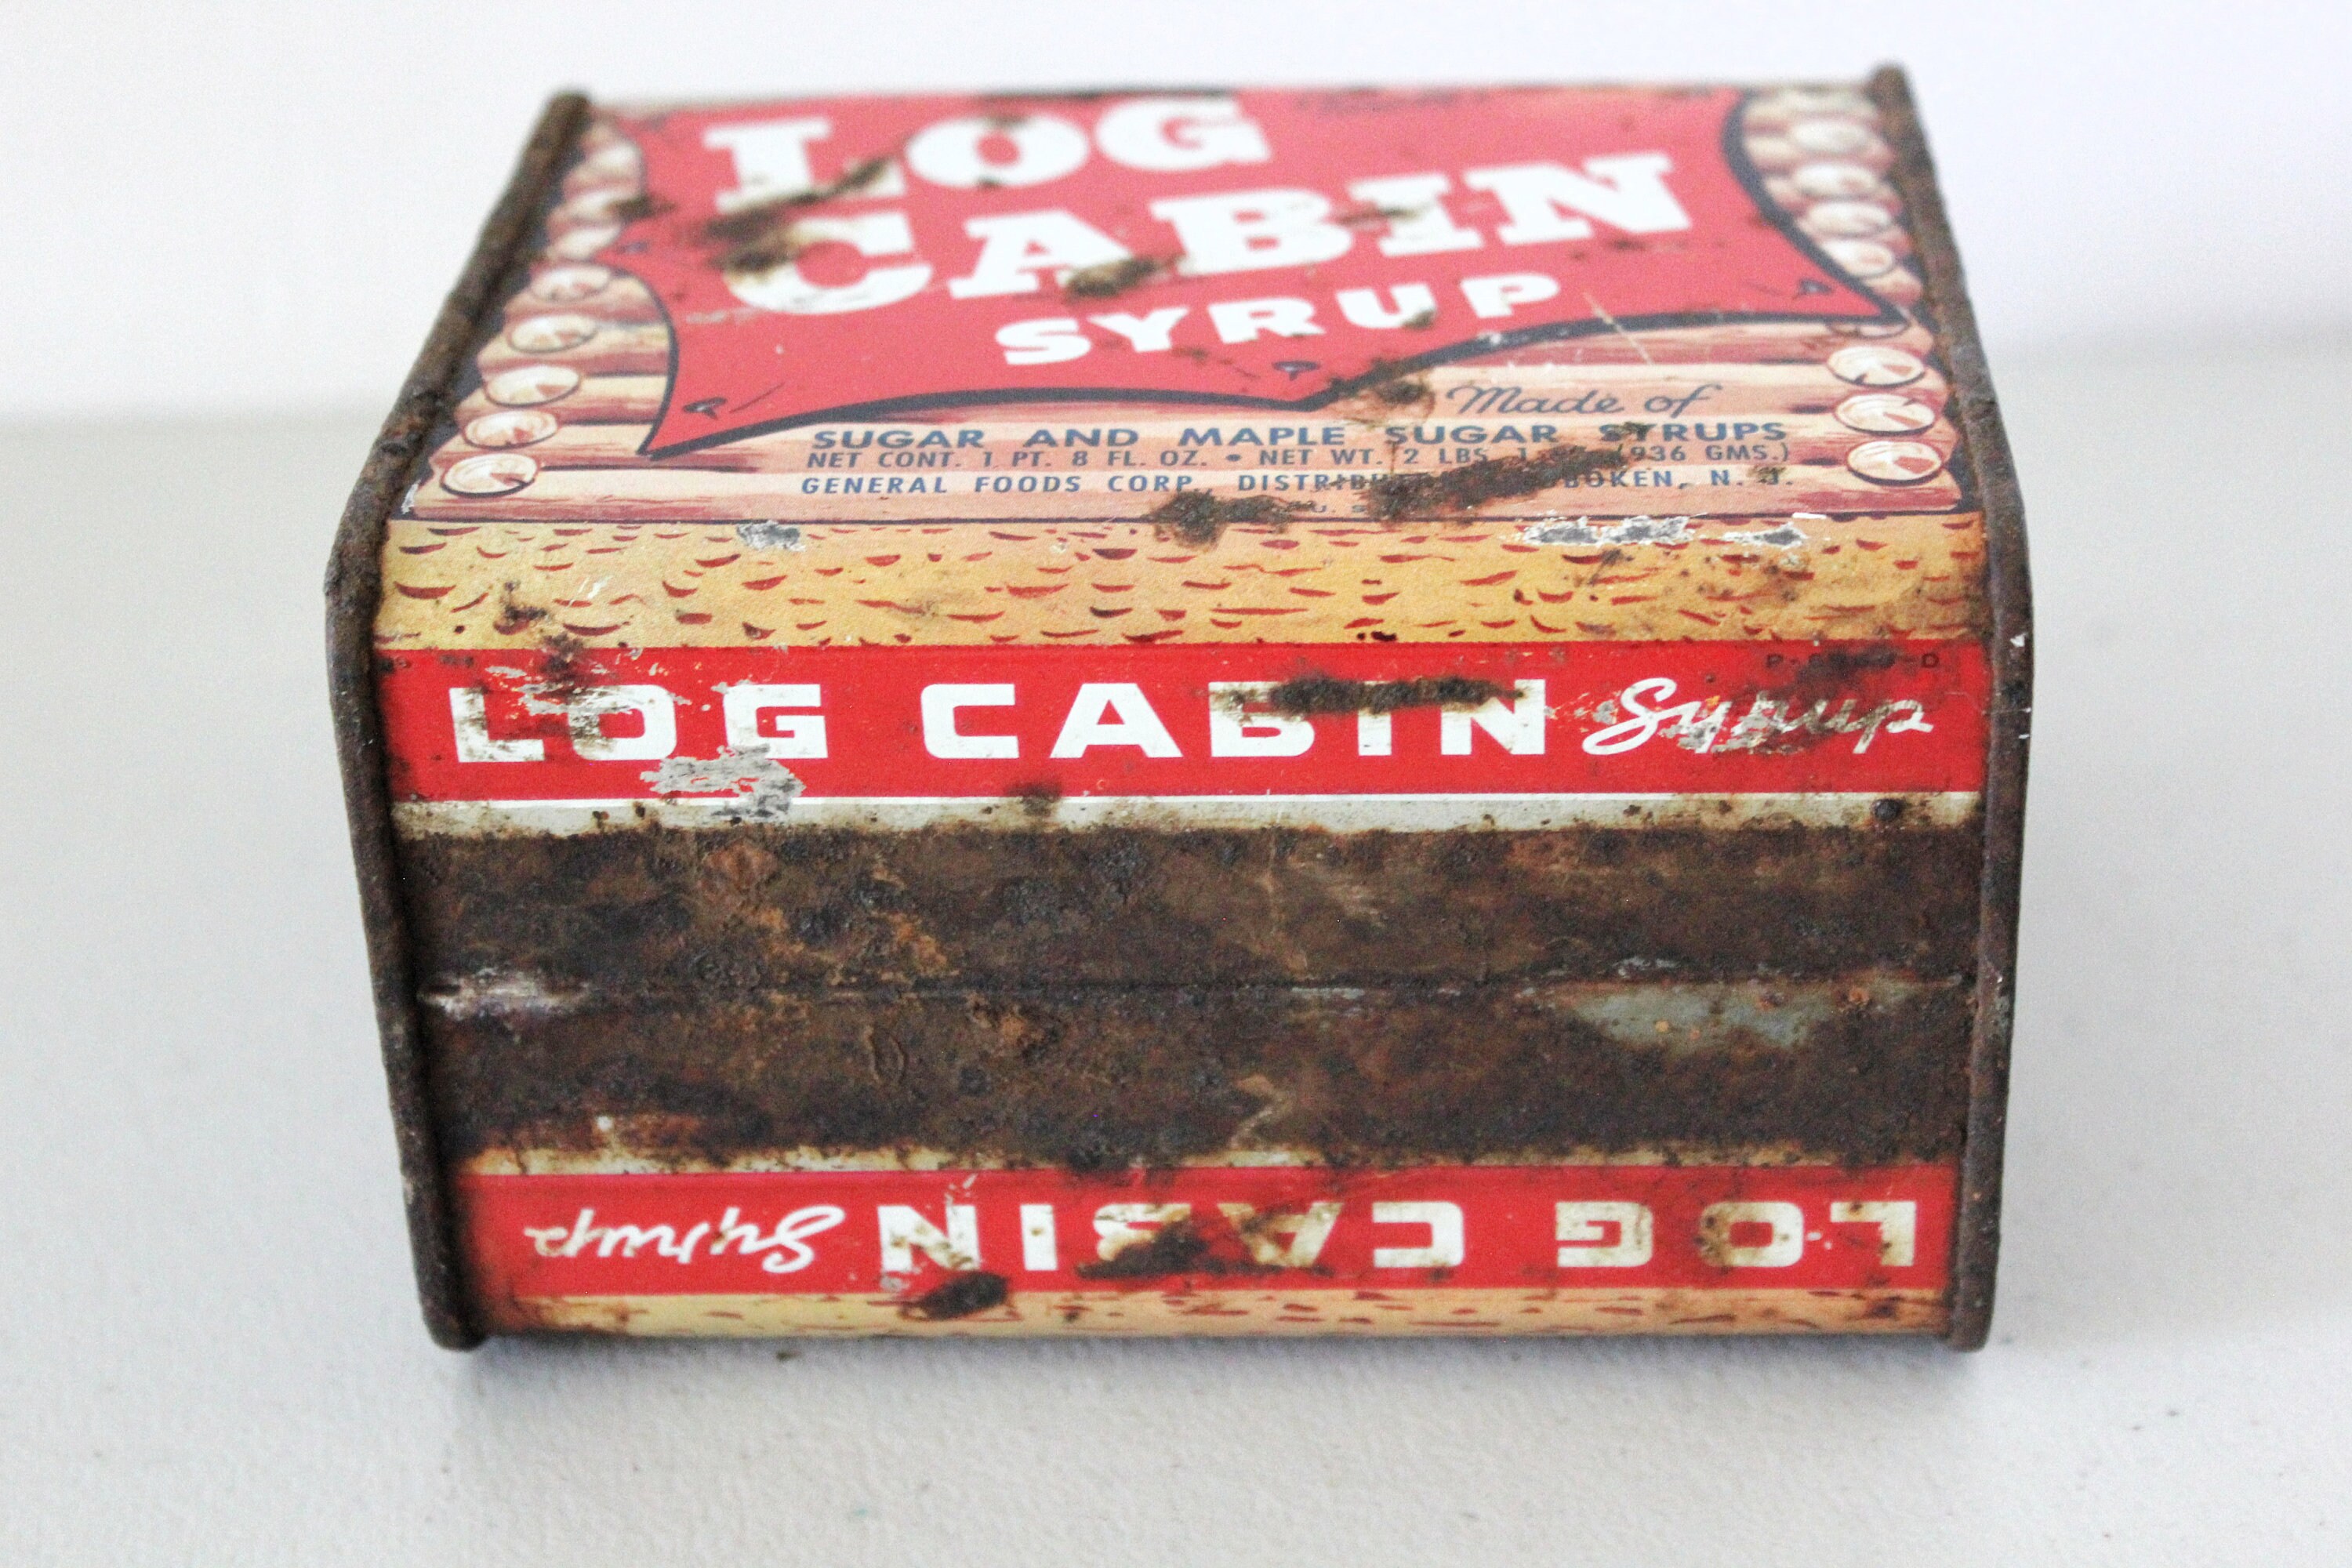 LOG
CABIN
SYRUP
Made of
SUGAR AND MAPLE SUGAR SYRUPS
NET CONT. 1 PT. 8 FL. OZ. • NET WT. 2 LBS. (936 GMS.)
GENERAL FOODS CORP. N. J.
U. S.
LOG CABIN Syrup
LOG CABIN Syrup